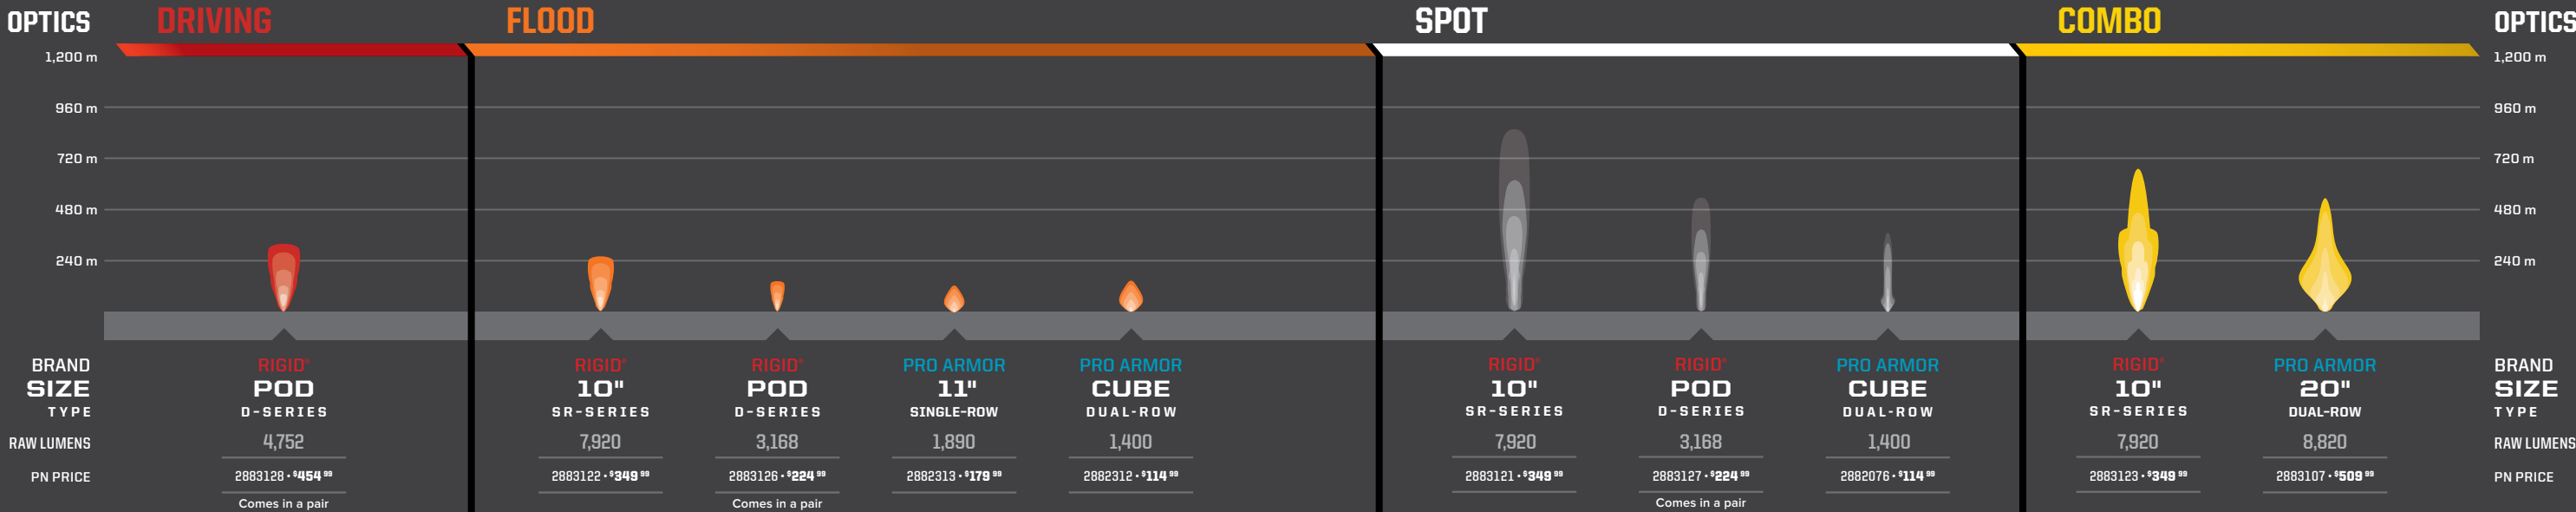 OPTICS DRIVING FLOOD SPOT COMBO OPTICS
1,200 m 1,200 m
960 m 960 m
720 m 720 m
480 m 480 m
240 m 240 m
BRAND RIGID® RIGID® RIGID® PRO ARMOR PRO ARMOR RIGID® RIGID® PRO ARMOR RIGID® PRO ARMOR BRAND
SIZE POD 10" POD 11" CUBE 10" POD CUBE 10" 20" SIZE
TYPE D-SERIES SR-SERIES D-SERIES SINGLE-ROW DUAL-ROW SR-SERIES D-SERIES DUAL-ROW SR-SERIES DUAL-ROW TYPE
RAW LUMENS 4,752 7,920 3,168 1,890 1,400 7,920 3,168 1,400 7,920 8,820 RAW LUMENS
PN PRICE 2883128 • $454 99 2883122 • $349 99 2883126 • $224 99 2882313 • $179 99 2882312 • $114 99 2883121 • $349 99 2883127 • $224 99 2882076 • $114 99 2883123 • $349 99 2883107 • $509 99 PN PRICE
Comes in a pair Comes in a pair Comes in a pair